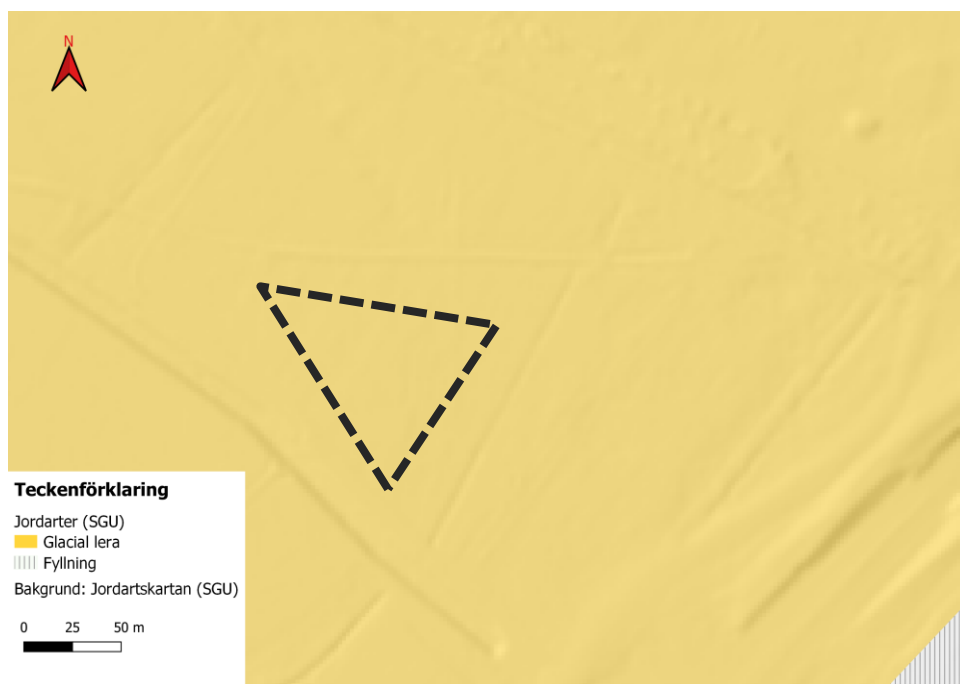 N
Teckenförklaring
Jordarter (SGU)
Glacial lera
Fyllning
Bakgrund: Jordartskartan (SGU)
0 25 50 m